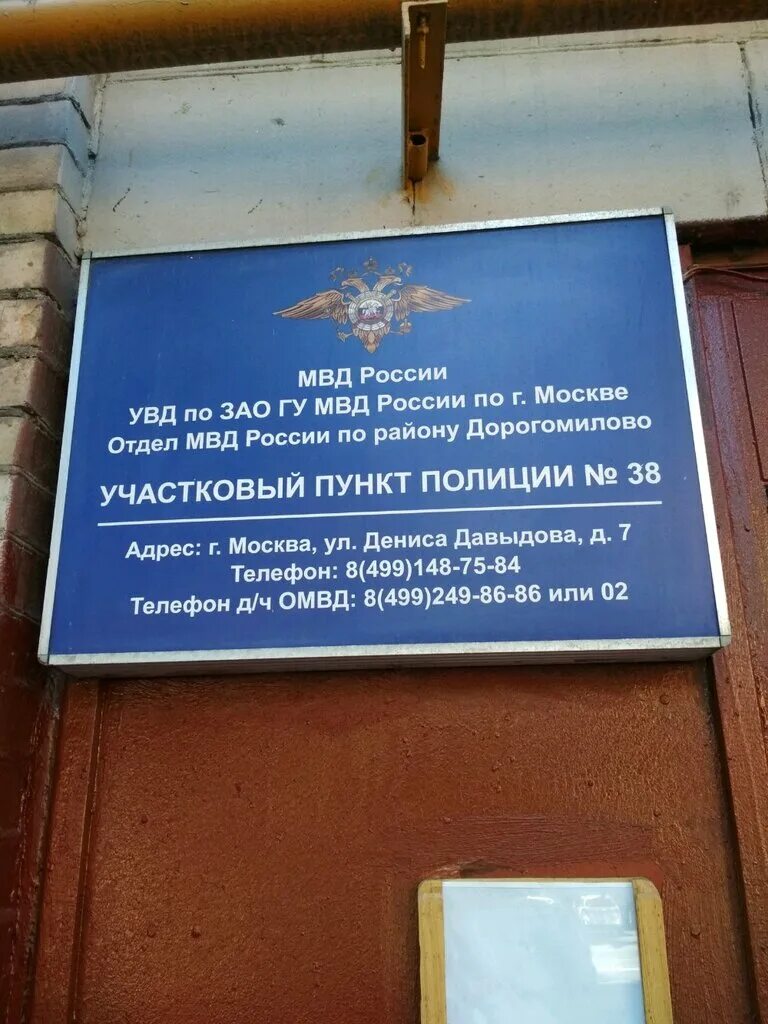 МВД России
УВД по ЗАО ГУ МВД России по г. Москве
Отдел МВД России по району Дорогомилово
УЧАСТКОВЫЙ ПУНКТ ПОЛИЦИИ № 38
Адрес: г. Москва, ул. Дениса Давыдова, д. 7
Телефон: 8(499)148-75-84
Телефон д/ч ОМВД: 8(499)249-86-86 или 02